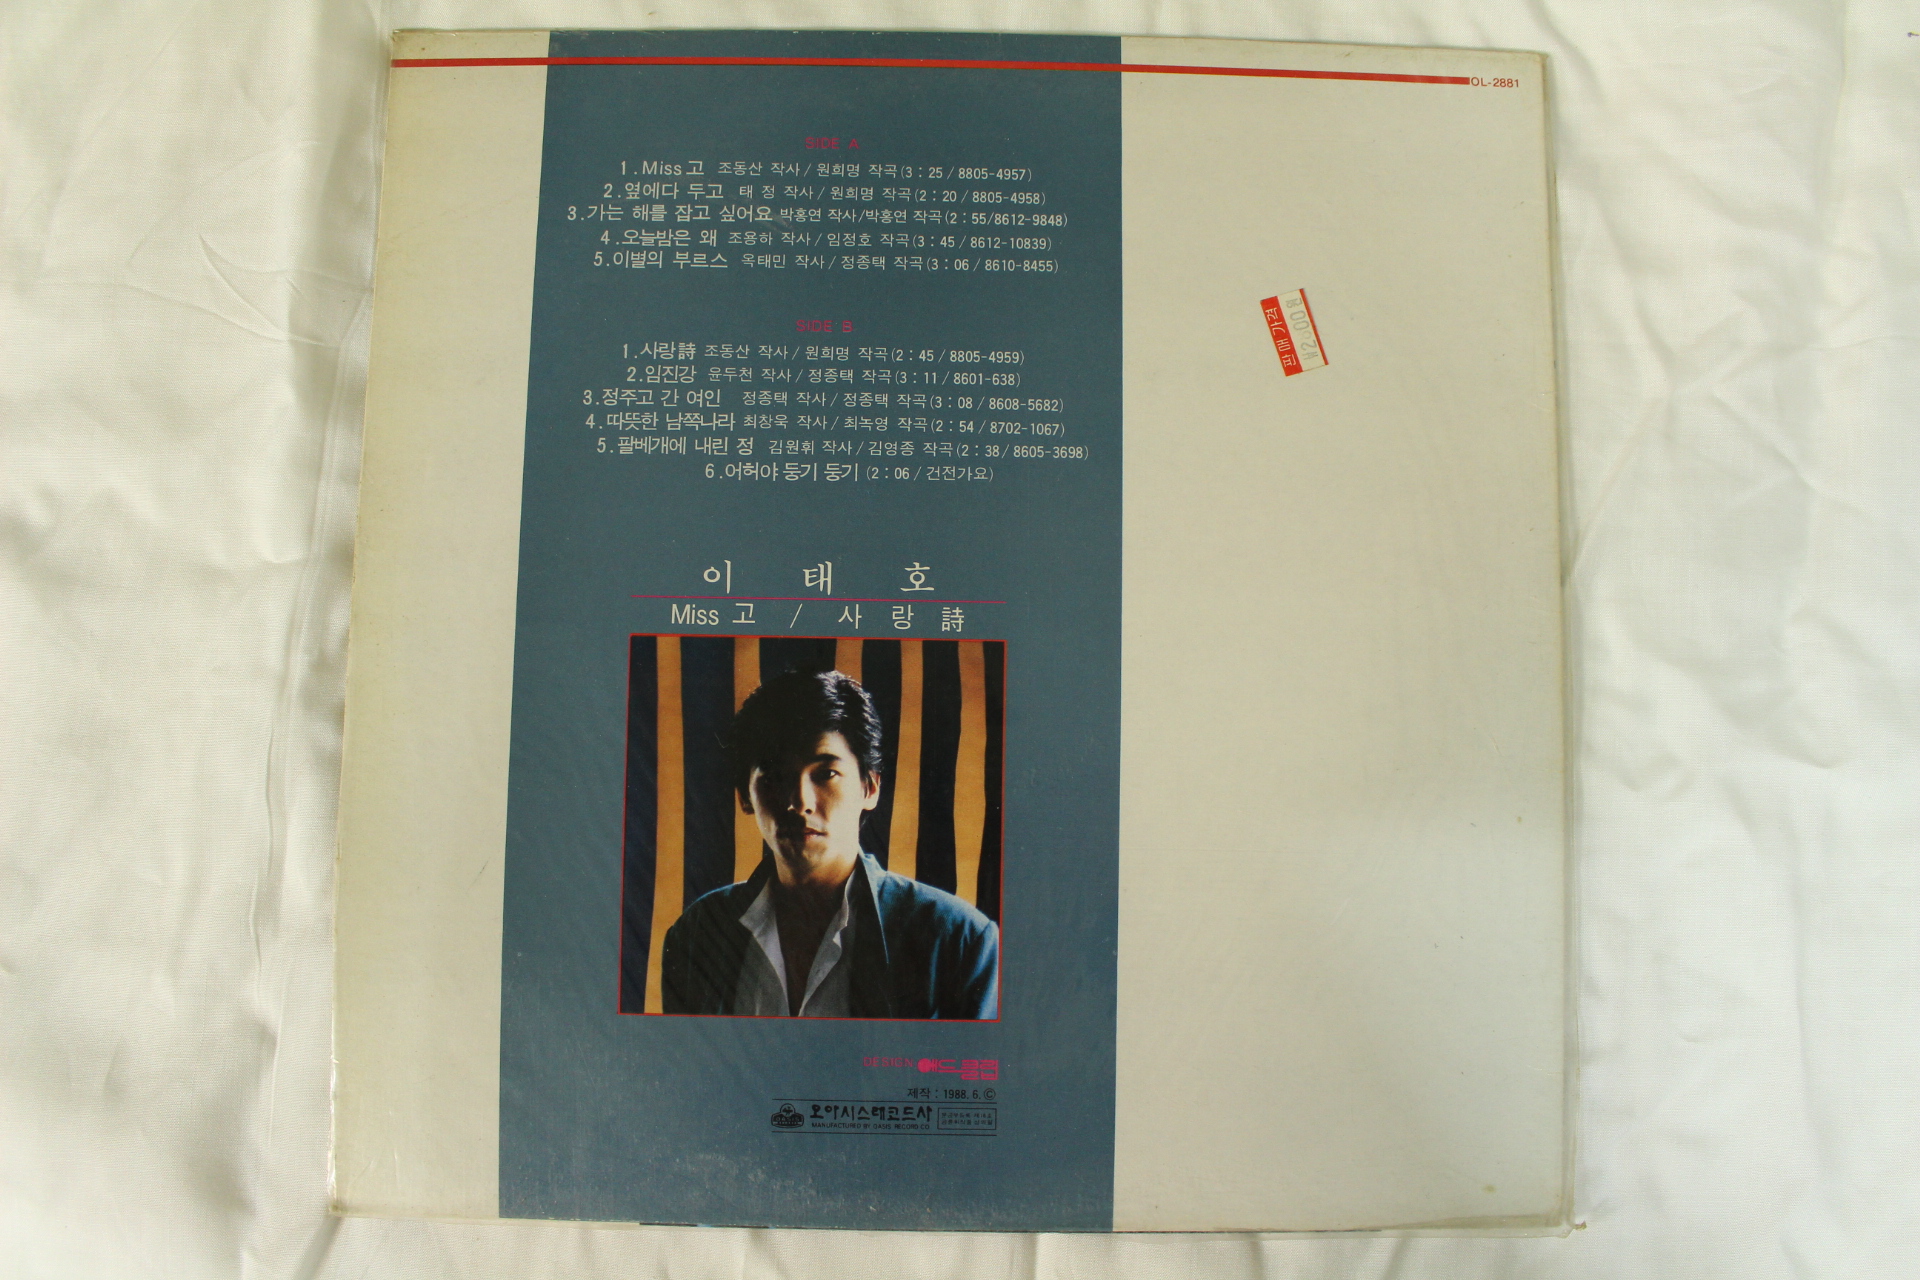 OL-2881
SIDE A
1.Miss고 조동산 작사/원희명 작곡(3:25/8805-4957)
2.옆에다 두고 태 정 작사/원희명 작곡(2:20/8805-4958)
3.가는 해를 잡고 싶어요 박홍연 작사/박홍연 작곡(2:55/8612-9848)
4.오늘밤은 왜 조용하 작사/임정호 작곡(3:45/8612-10839)
5.이별의 부르스 옥태민 작사/정종택 작곡(3:06/8610-8455)
SIDE B
1.사랑詩 조동산 작사/원희명 작곡(2:45/8805-4959)
2.임진강 윤두천 작사/정종택 작곡(3:11/8601-638)
3.정주고 간 여인 정종택 작사/정종택 작곡(3:08/8608-5682)
4.따뜻한 남쪽나라 최창욱 작사/최녹영 작곡(2:54/8702-1067)
5.팔베개에 내린 정 김원휘 작사/김영종 작곡(2:38/8605-3698)
6.어허야 둥기 둥기 (2:06/건전가요)
판매가격
이 태 호
Miss 고 / 사 랑 詩
DESIGN 애드클럽
제작:1988.6.ⓒ
오아시스레코드사
MANUFACTURED BY OASIS RECORD CO.